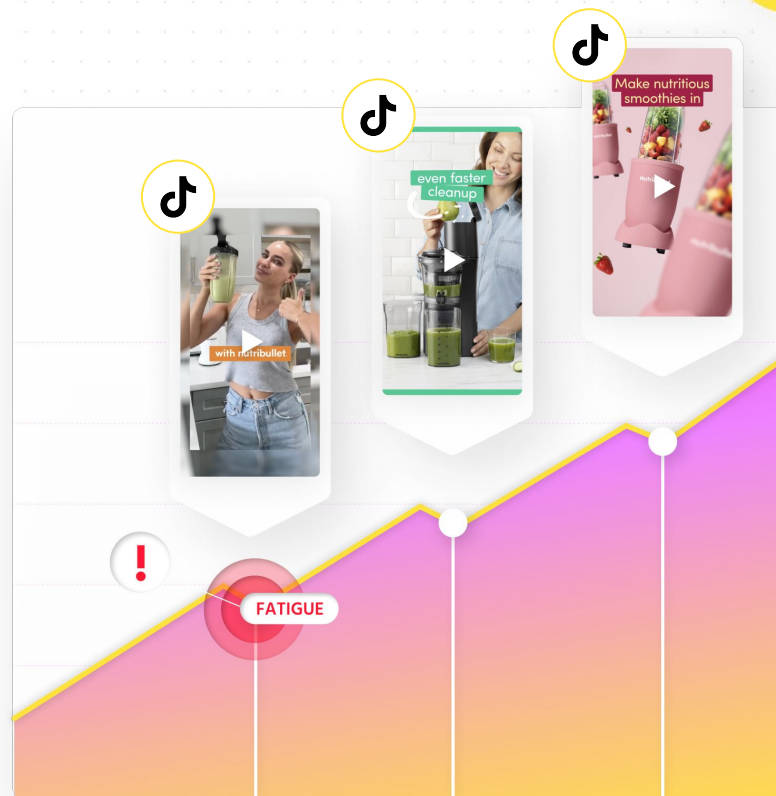 Make nutritious
smoothies in
even faster
cleanup
with nutribullet
!
FATIGUE